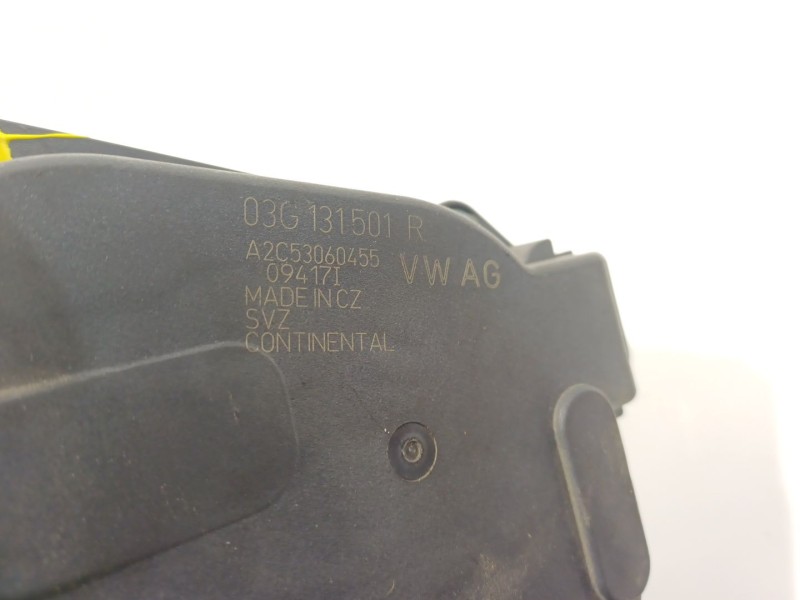 03G 131501 R
A2C53060455
09417I
VW AG
MADE IN CZ
SVZ
CONTINENTAL